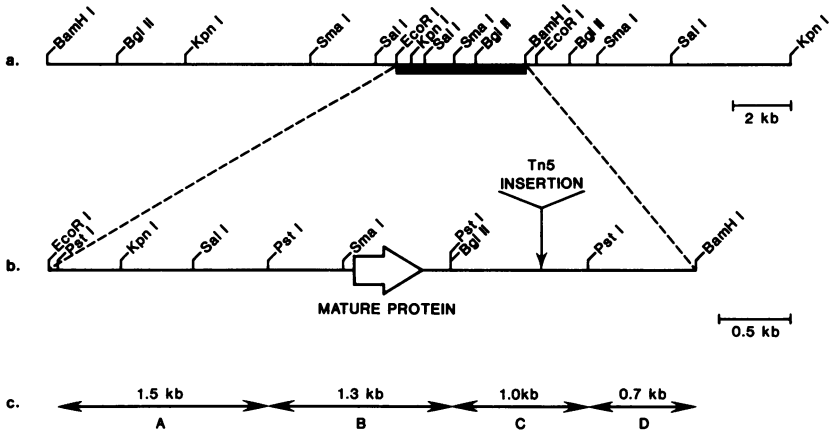 a.
BamH I
Bgl II
Kpn I
Sma I
Sal I
EcoR I
Kpn I
Sal I
Sma I
Bgl II
BamH I
EcoR I
Bgl II
Sma I
Sal I
Kpn I
2 kb
Tn5
INSERTION
b.
EcoR I
Pst I
Kpn I
Sal I
Pst I
Sma I
Pst I
Bgl II
Pst I
BamH I
MATURE PROTEIN
0.5 kb
c.
1.5 kb
1.3 kb
1.0kb
0.7 kb
A
B
C
D